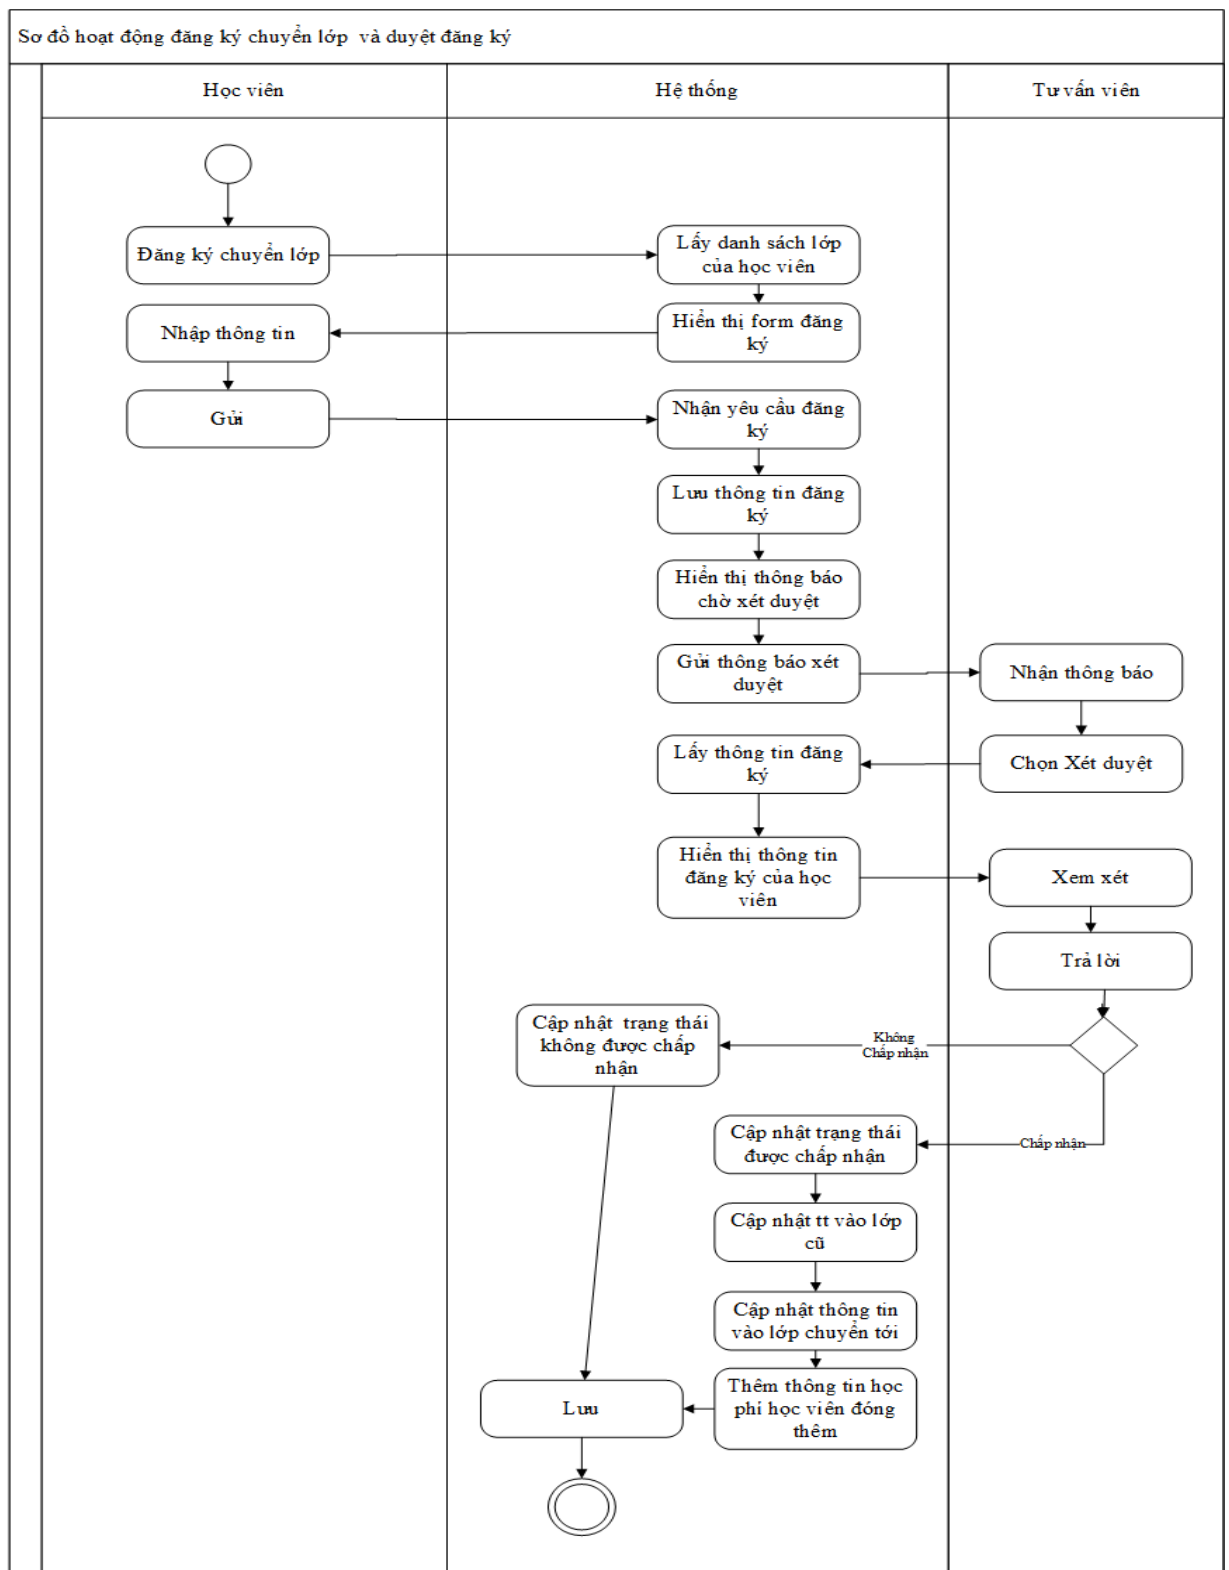 Sơ đồ hoạt động đăng ký chuyển lớp và duyệt đăng ký
Học viên
Hệ thống
Tư vấn viên
Đăng ký chuyển lớp
Lấy danh sách lớp
của học viên
Hiển thị form đăng
ký
Nhập thông tin
Gửi
Nhận yêu cầu đăng
ký
Lưu thông tin đăng
ký
Hiển thị thông báo
chờ xét duyệt
Gửi thông báo xét
duyệt
Nhận thông báo
Chọn Xét duyệt
Lấy thông tin đăng
ký
Hiển thị thông tin
đăng ký của học
viên
Xem xét
Trả lời
Không
Chấp nhận
Cập nhật trạng thái
không được chấp
nhận
Chấp nhận
Cập nhật trạng thái
được chấp nhận
Cập nhật tt vào lớp
cũ
Cập nhật thông tin
vào lớp chuyển tới
Thêm thông tin học
phí học viên đóng
thêm
Lưu